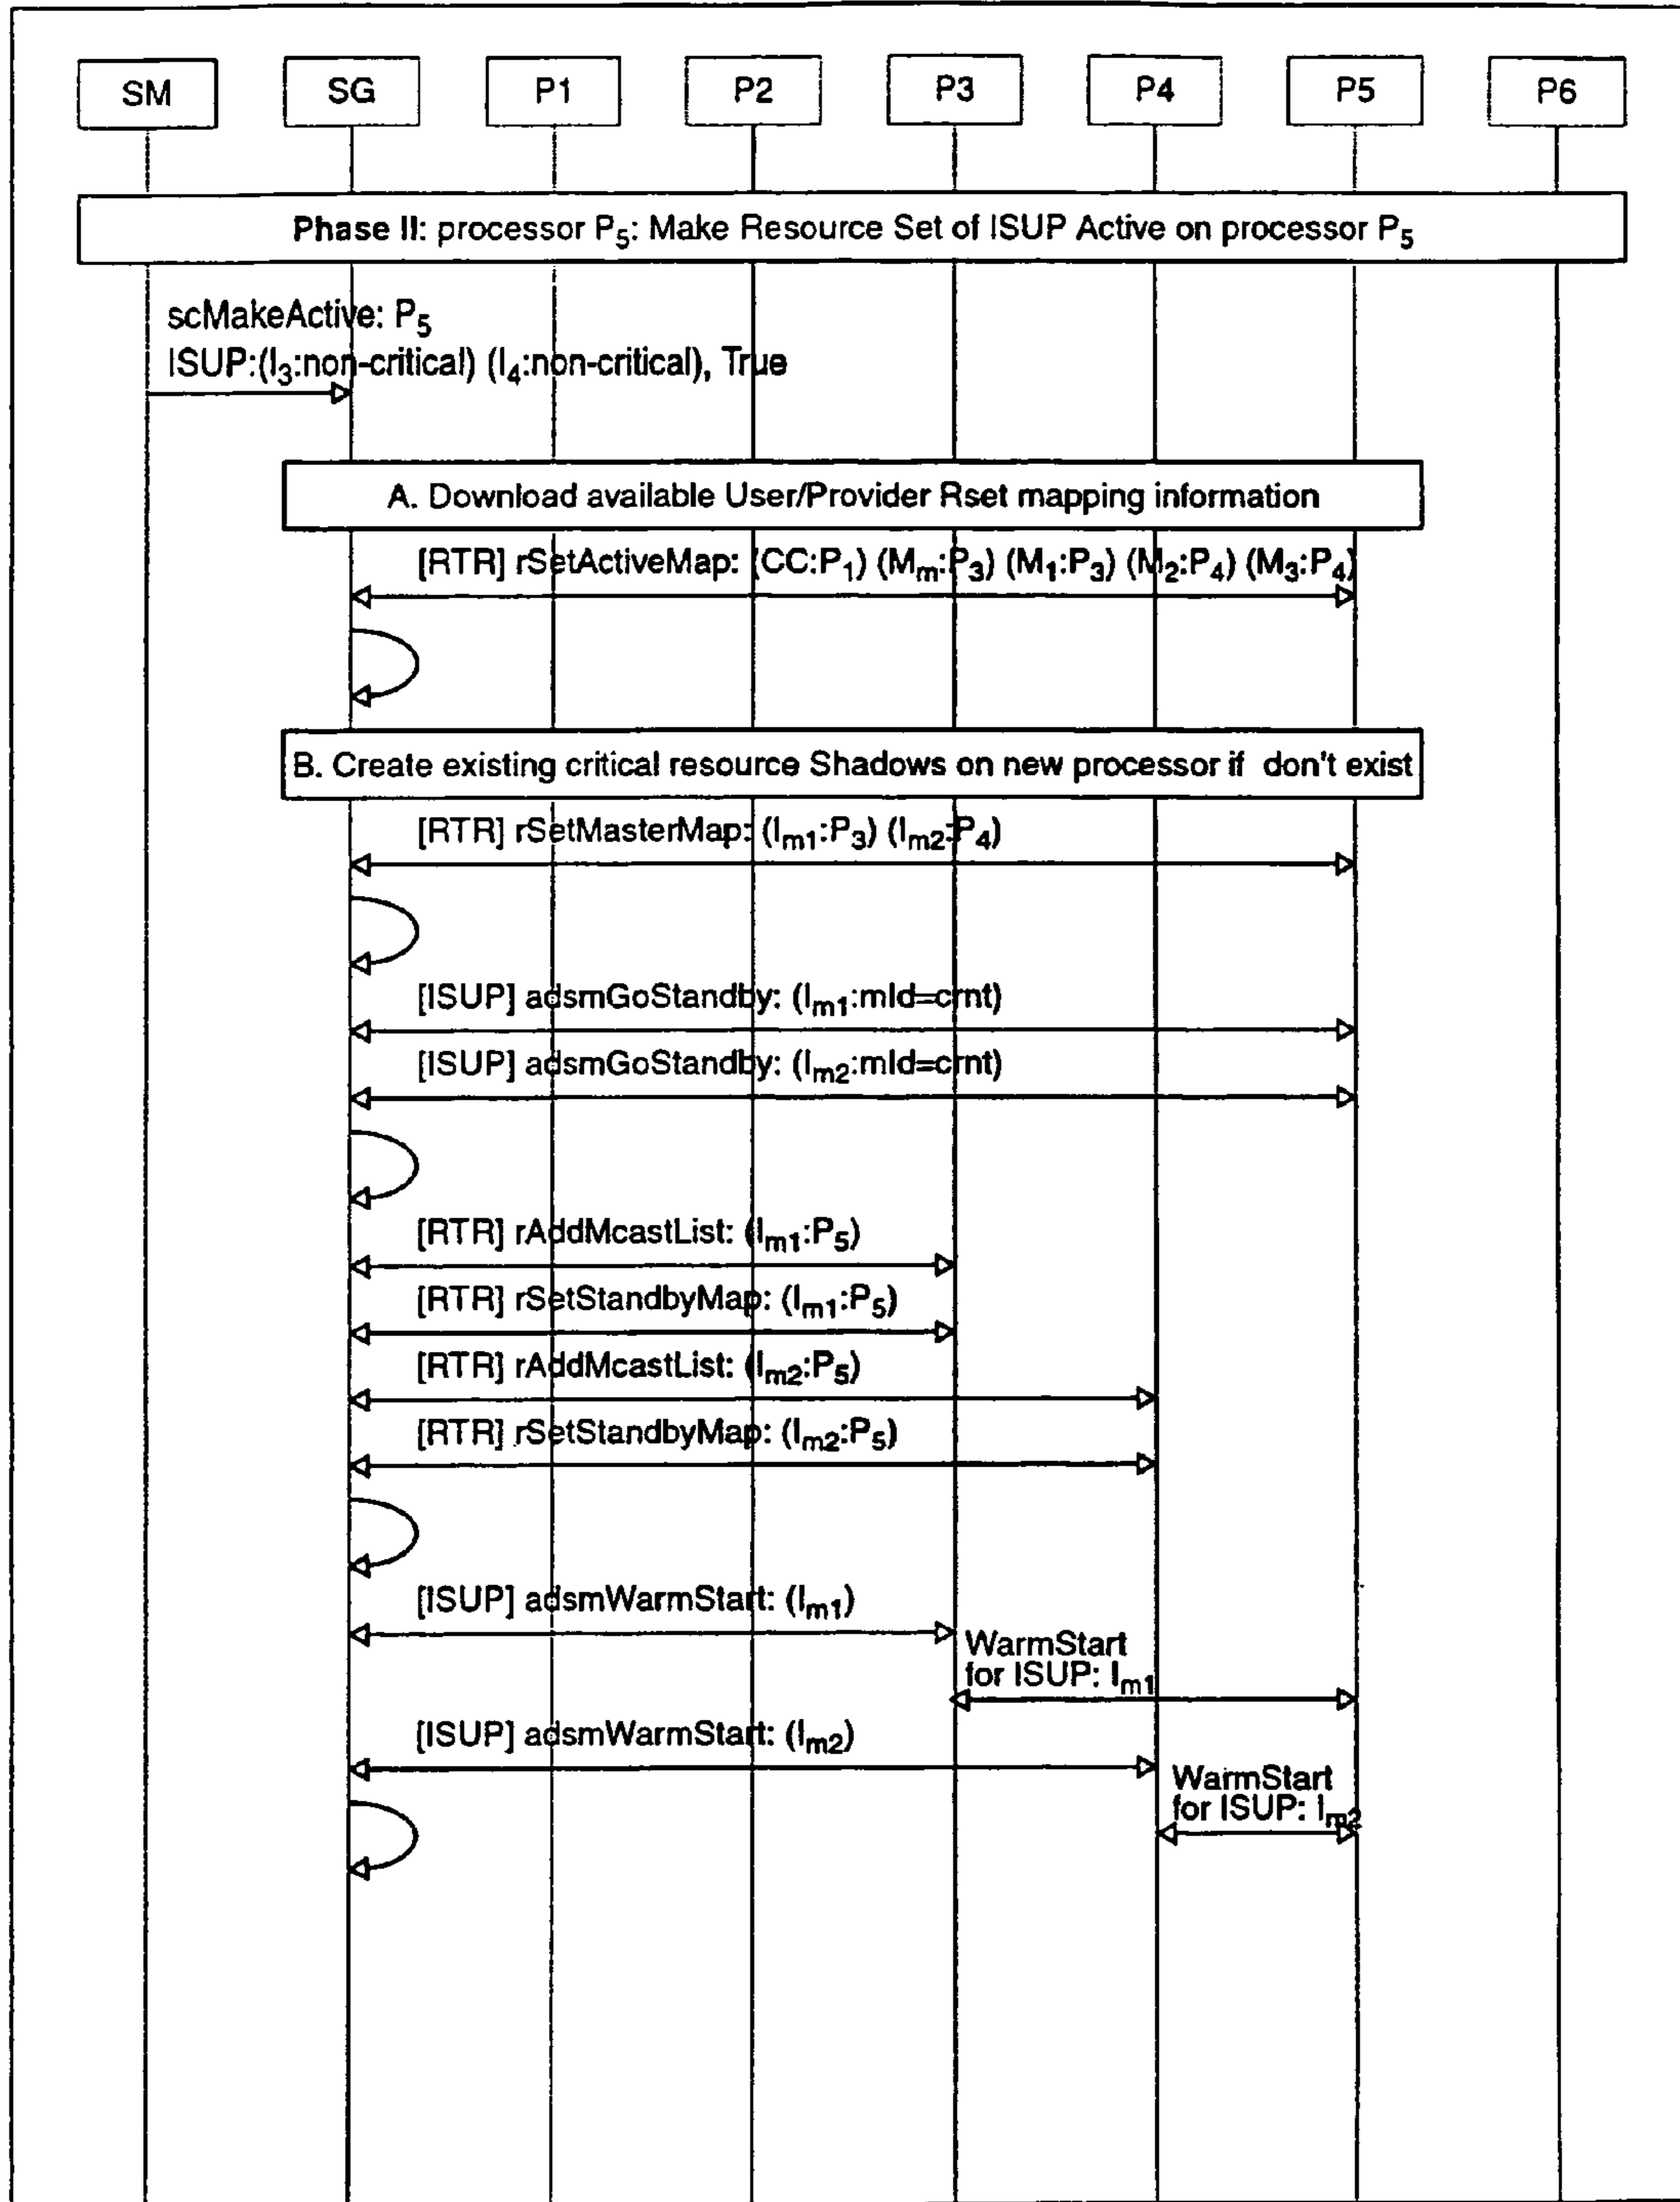 SM SG P1 P2 P3 P4 P5 P6
Phase II: processor P5: Make Resource Set of ISUP Active on processor P5
scMakeActive: P5
ISUP:(I3:non-critical) (I4:non-critical), True
A. Download available User/Provider Rset mapping information
[RTR] rSetActiveMap: (CC:P1) (Mm:P3) (M1:P3) (M2:P4) (M3:P4)
B. Create existing critical resource Shadows on new processor if don't exist
[RTR] rSetMasterMap: (Im1:P3) (Im2:P4)
[ISUP] adsmGoStandby: (Im1:mId=crnt)
[ISUP] adsmGoStandby: (Im2:mId=crnt)
[RTR] rAddMcastList: (Im1:P5)
[RTR] rSetStandbyMap: (Im1:P5)
[RTR] rAddMcastList: (Im2:P5)
[RTR] rSetStandbyMap: (Im2:P5)
[ISUP] adsmWarmStart: (Im1)
WarmStart
for ISUP: Im1
[ISUP] adsmWarmStart: (Im2)
WarmStart
for ISUP: Im2